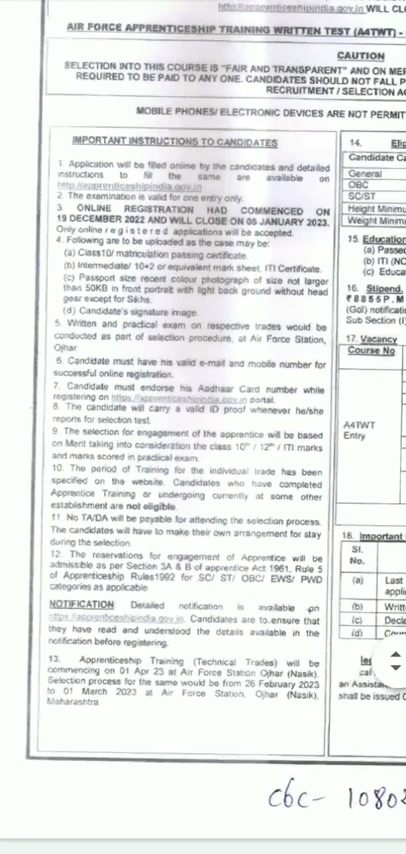 http://apprenticeshipindia.gov.in WILL CL
AIR FORCE APPRENTICESHIP TRAINING WRITTEN TEST (A4TWT) -
CAUTION
SELECTION INTO THIS COURSE IS "FAIR AND TRANSPARENT" AND ON MER
REQUIRED TO BE PAID TO ANY ONE. CANDIDATES SHOULD NOT FALL P
RECRUITMENT / SELECTION A
MOBILE PHONES/ ELECTRONIC DEVICES ARE NOT PERMIT
IMPORTANT INSTRUCTIONS TO CANDIDATES
1. Application will be filled online by the candidates and detailed
instructions to fill the same are available on
http://apprenticeshipindia.gov.in
2. The examination is valid for one entry only.
3 ONLINE REGISTRATION HAD COMMENCED ON
19 DECEMBER 2022 AND WILL CLOSE ON 05 JANUARY 2023.
Only online registered applications will be accepted.
4. Following are to be uploaded as the case may be:
(a) Class10/ matriculation passing certificate.
(b) Intermediate/ 10+2 or equivalent mark sheet, ITI Certificate.
(c) Passport size recent colour photograph of size not larger
than 50KB in front portrait with light back ground without head
gear except for Sikhs.
(d) Candidate's signature image.
5. Written and practical exam on respective trades would be
conducted as part of selection procedure, at Air Force Station,
Ojhar
6. Candidate must have his valid e-mail and mobile number for
successful online registration.
7. Candidate must endorse his Aadhaar Card number while
registering on https://apprenticeshipindia.gov.in portal.
8. The candidate will carry a valid ID proof whenever he/she
reports for selection test.
9. The selection for engagement of the apprentice will be based
on Merit taking into consideration the class 10th / 12th / ITI marks
and marks scored in practical exam.
10. The period of Training for the individual trade has been
specified on the website. Candidates who have completed
Apprentice Training or undergoing currently at some other
establishment are not eligible.
11. No TA/DA will be payable for attending the selection process.
The candidates will have to make their own arrangement for stay
during the selection.
12. The reservations for engagement of Apprentice will be
admissible as per Section 3A & B of apprentice Act 1961, Rule 5
of Apprenticeship Rules1992 for SC/ ST/ OBC/ EWS/ PWD
categories as applicable
NOTIFICATION: Detailed notification is available on
https://apprenticeshipindia.gov.in. Candidates are to ensure that
they have read and understood the details available in the
notification before registering.
13. Apprenticeship Training (Technical Trades) will be
commencing on 01 Apr 23 at Air Force Station Ojhar (Nasik).
Selection process for the same would be from 26 February 2023
to 01 March 2023 at Air Force Station, Ojhar (Nasik),
Maharashtra
14. Eli
Candidate Ca
General
OBC
SC/ST
Height Minimu
Weight Minimu
15. Education
(a) Passed
(b) ITI (NC
(c) Educa
16. Stipend.
₹8855 P.M
(GoI) notificatio
Sub Section (I
17. Vacancy
Course No
A4TWT
Entry
18. Important
Sl.
No.
(a) Last
appli
(b) Writt
(c) Decla
(d) Cour
an Assistan
shall be issued
cbc- 10802